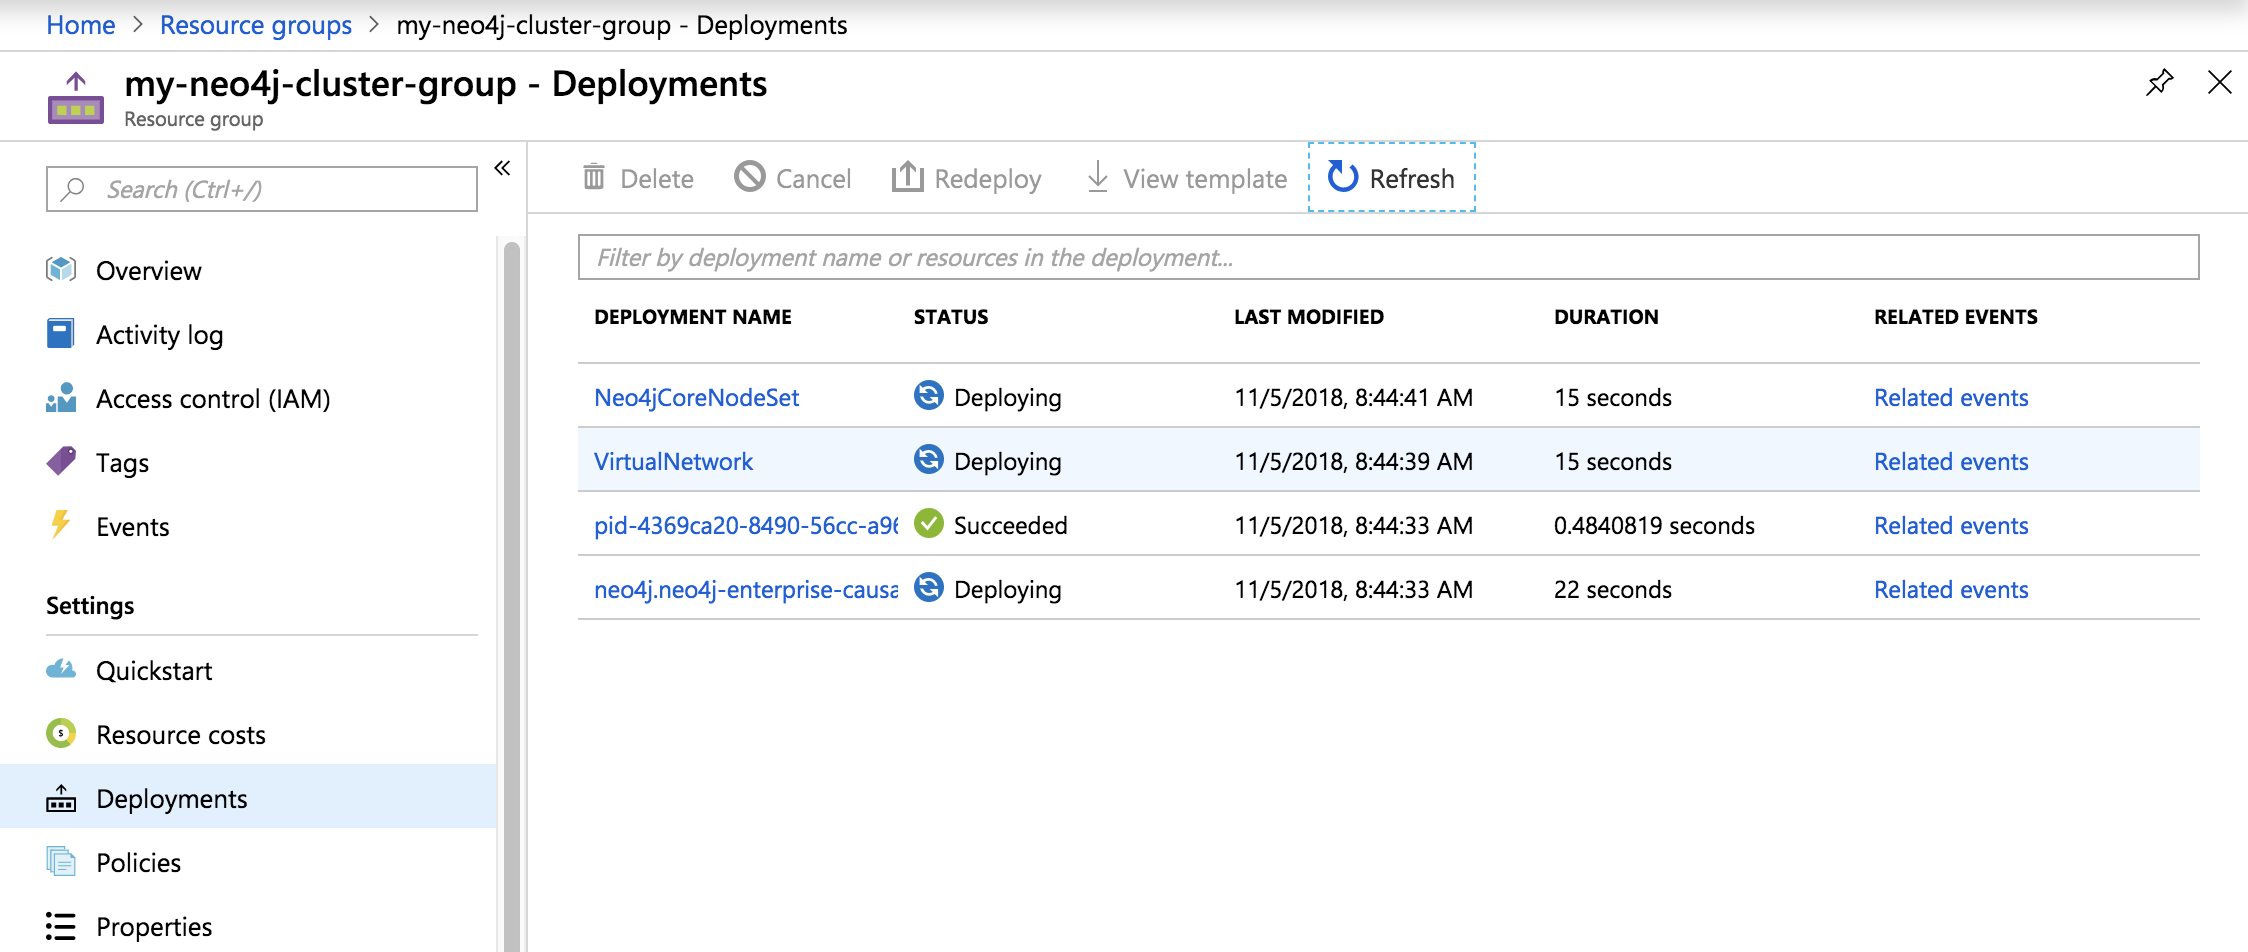 Home > Resource groups > my-neo4j-cluster-group - Deployments
my-neo4j-cluster-group - Deployments
Resource group
Search (Ctrl+/)
«
Overview
Activity log
Access control (IAM)
Tags
Events
Settings
Quickstart
Resource costs
Deployments
Policies
Properties
Delete Cancel Redeploy View template Refresh
Filter by deployment name or resources in the deployment...
DEPLOYMENT NAME STATUS LAST MODIFIED DURATION RELATED EVENTS
Neo4jCoreNodeSet Deploying 11/5/2018, 8:44:41 AM 15 seconds Related events
VirtualNetwork Deploying 11/5/2018, 8:44:39 AM 15 seconds Related events
pid-4369ca20-8490-56cc-a96 Succeeded 11/5/2018, 8:44:33 AM 0.4840819 seconds Related events
neo4j.neo4j-enterprise-causa Deploying 11/5/2018, 8:44:33 AM 22 seconds Related events